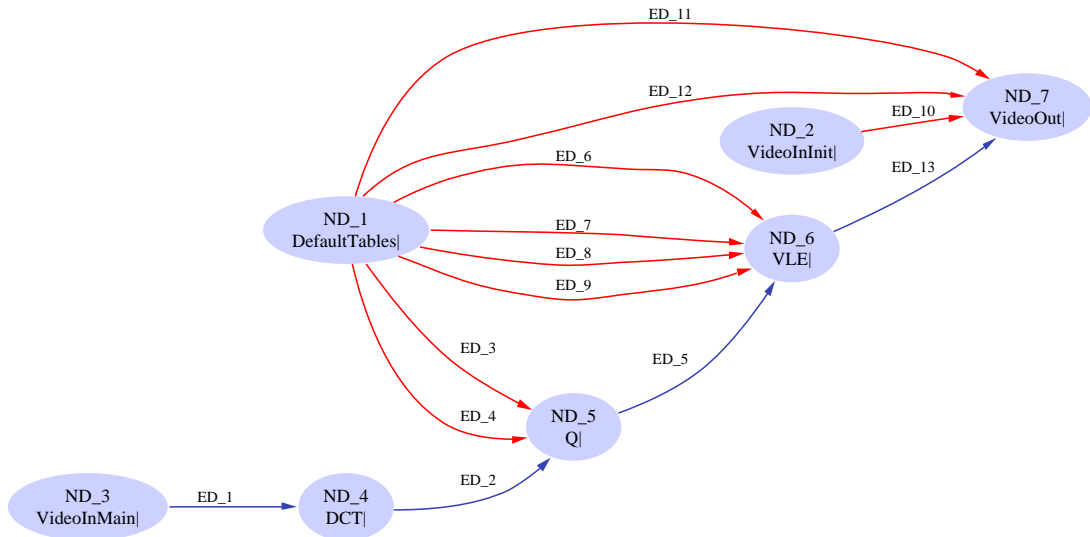 ED_11
ED_12
ND_7
VideoOut|
ED_10
ND_2
VideoInInit|
ED_6
ED_13
ND_1
DefaultTables|
ED_7
ND_6
VLE|
ED_8
ED_9
ED_3
ED_5
ED_4
ND_5
Q|
ED_2
ND_3
VideoInMain|
ED_1
ND_4
DCT|